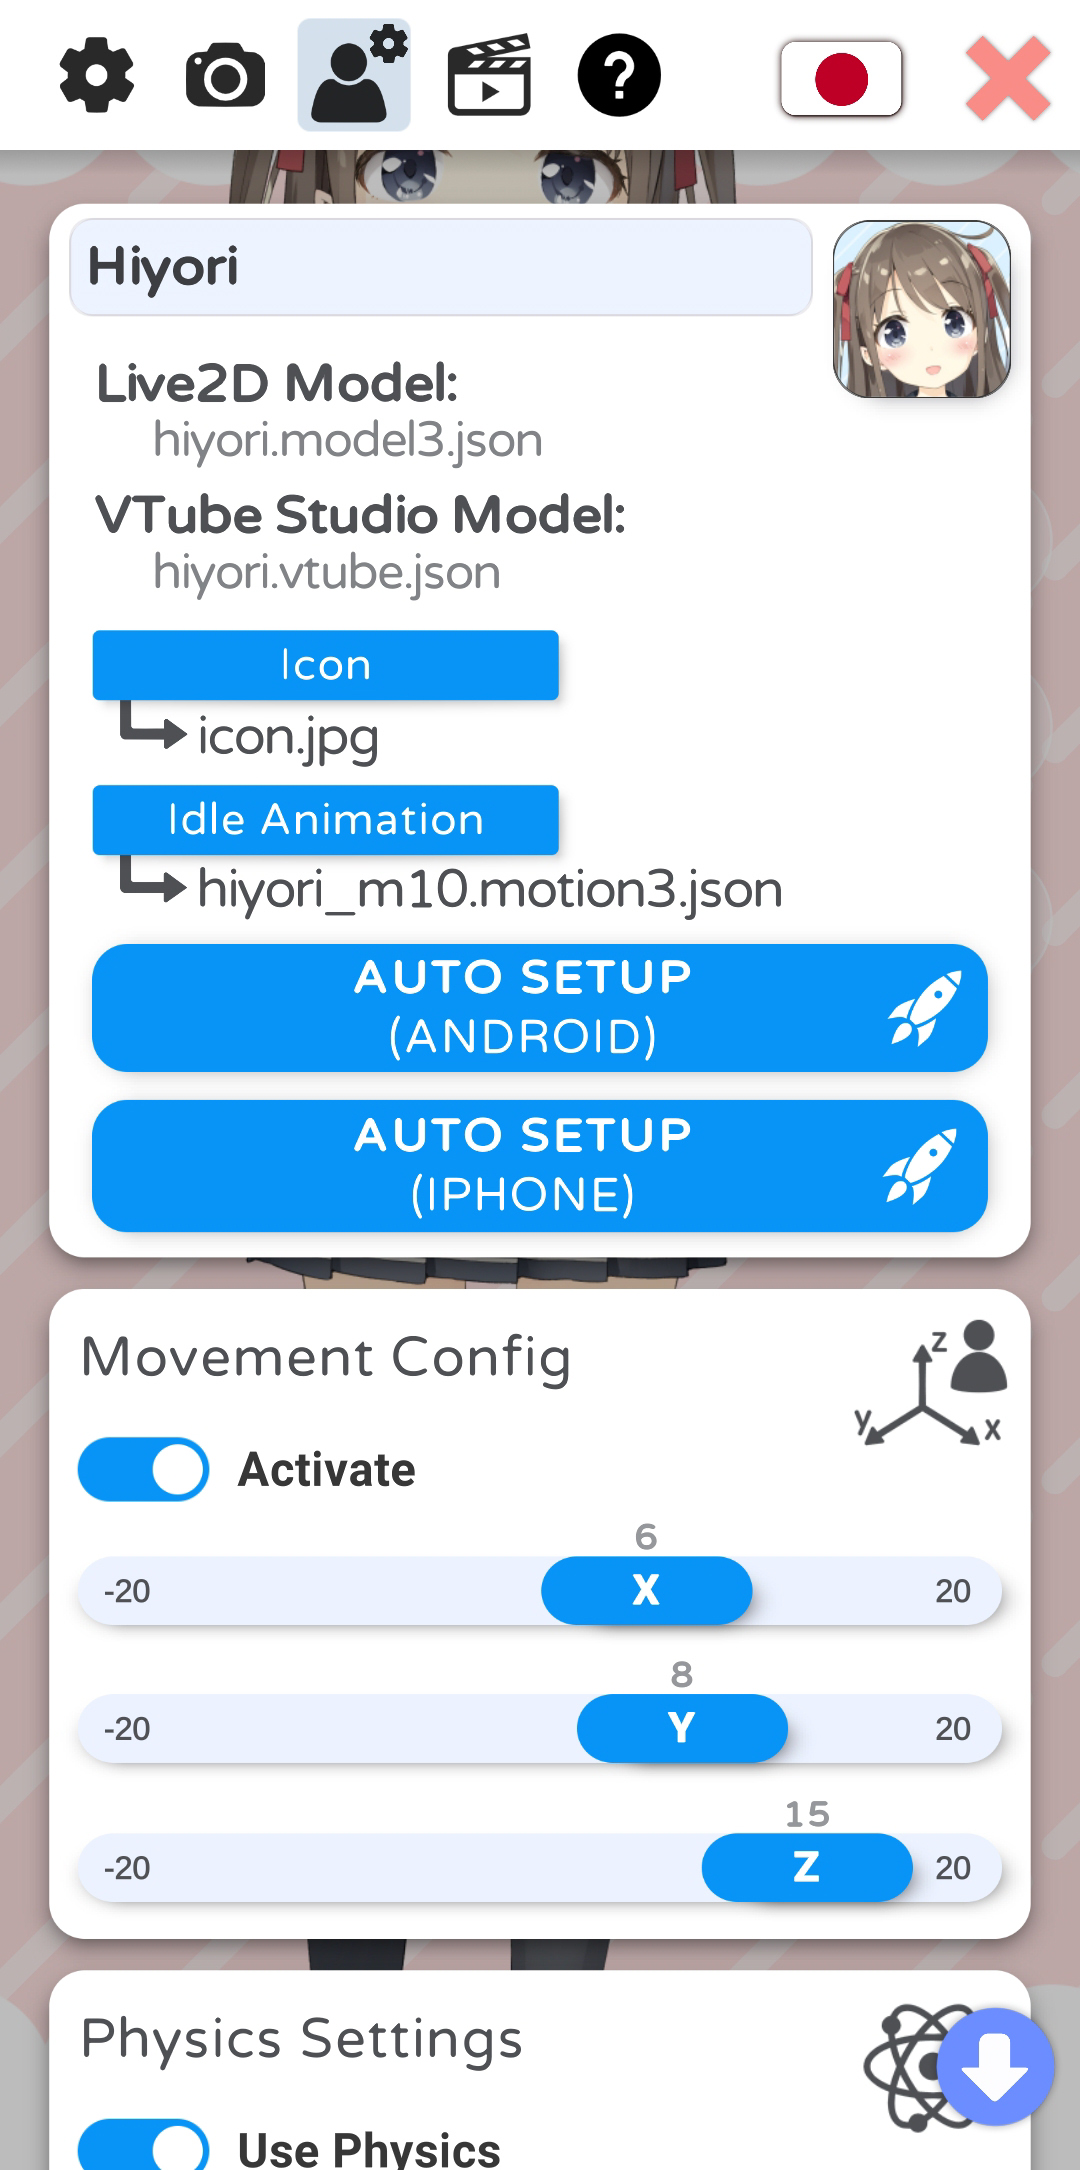 ?
Hiyori
Live2D Model:
hiyori.model3.json
VTube Studio Model:
hiyori.vtube.json
Icon
icon.jpg
Idle Animation
hiyori_m10.motion3.json
AUTO SETUP
(ANDROID)
AUTO SETUP
(IPHONE)
Movement Config
z
y
x
Activate
6
-20 X 20
8
-20 Y 20
15
-20 Z 20
Physics Settings
Use Physics